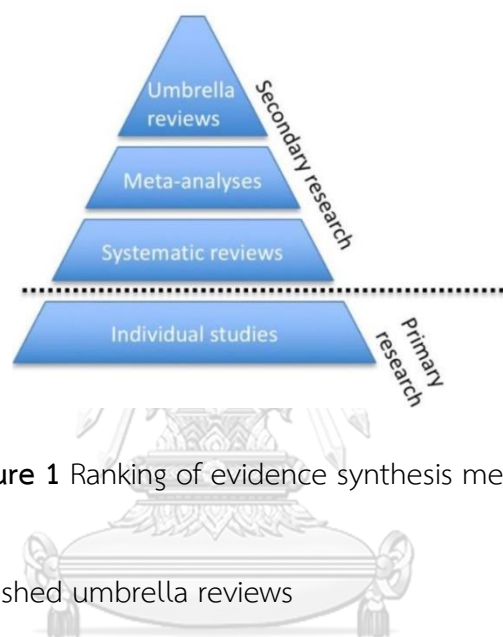 Umbrella
reviews
Secondary research
Meta-analyses
Systematic reviews
Individual studies
Primary
research
ure 1 Ranking of evidence synthesis me
shed umbrella reviews